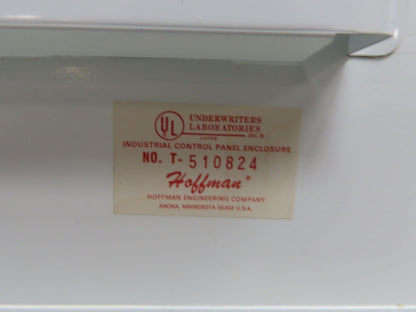 UL
UNDERWRITERS
LABORATORIES
INC. ®
LISTED
INDUSTRIAL CONTROL PANEL ENCLOSURE
NO. T-510824
Hoffman®
HOFFMAN ENGINEERING COMPANY
ANOKA, MINNESOTA 55303 U.S.A.